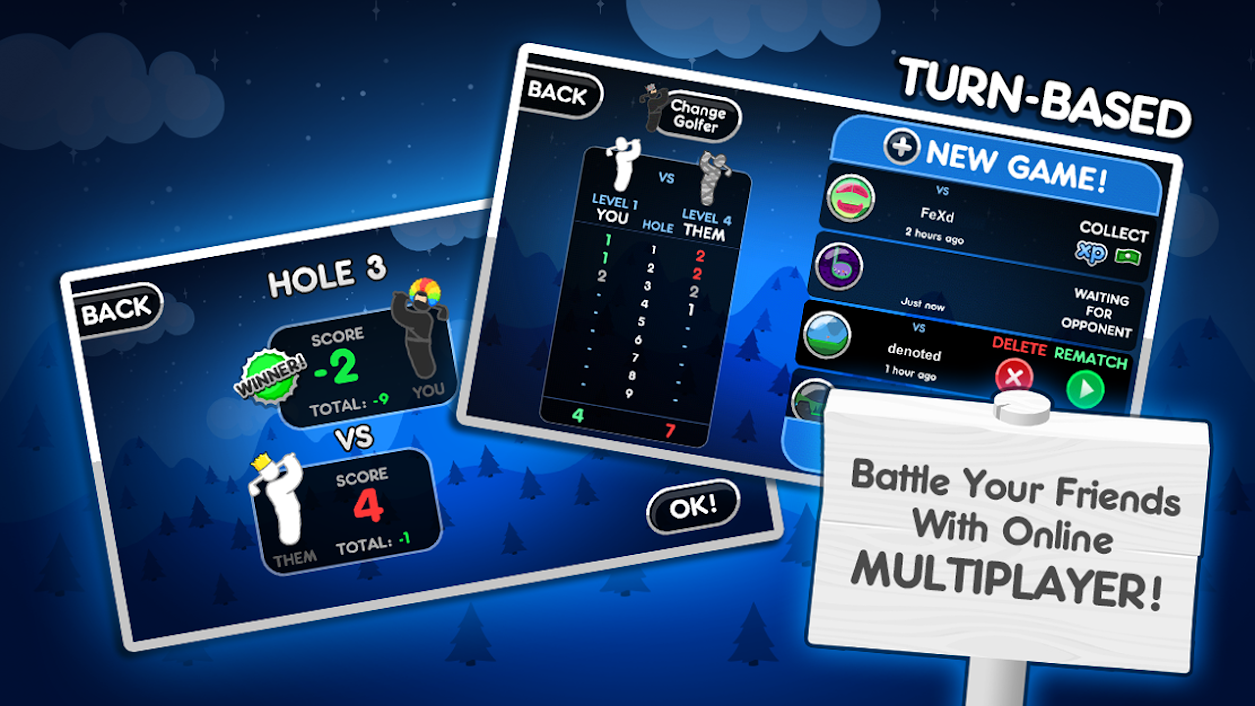 TURN-BASED
BACK
Change
Golfer
VS
LEVEL 1
YOU
HOLE
LEVEL 4
THEM
1 1 2
1 2 2
2 3 2
- 4 1
- 5 -
- 6 -
- 7 -
- 8 -
- 9 -
4 7
NEW GAME!
VS
FeXd
2 hours ago
COLLECT
XP
Just now
WAITING
FOR
OPPONENT
VS
denoted
1 hour ago
DELETE
REMATCH
BACK
HOLE 3
WINNER!
SCORE
-2
TOTAL: -9
YOU
VS
SCORE
4
TOTAL: -1
THEM
OK!
Battle Your Friends
With Online
MULTIPLAYER!